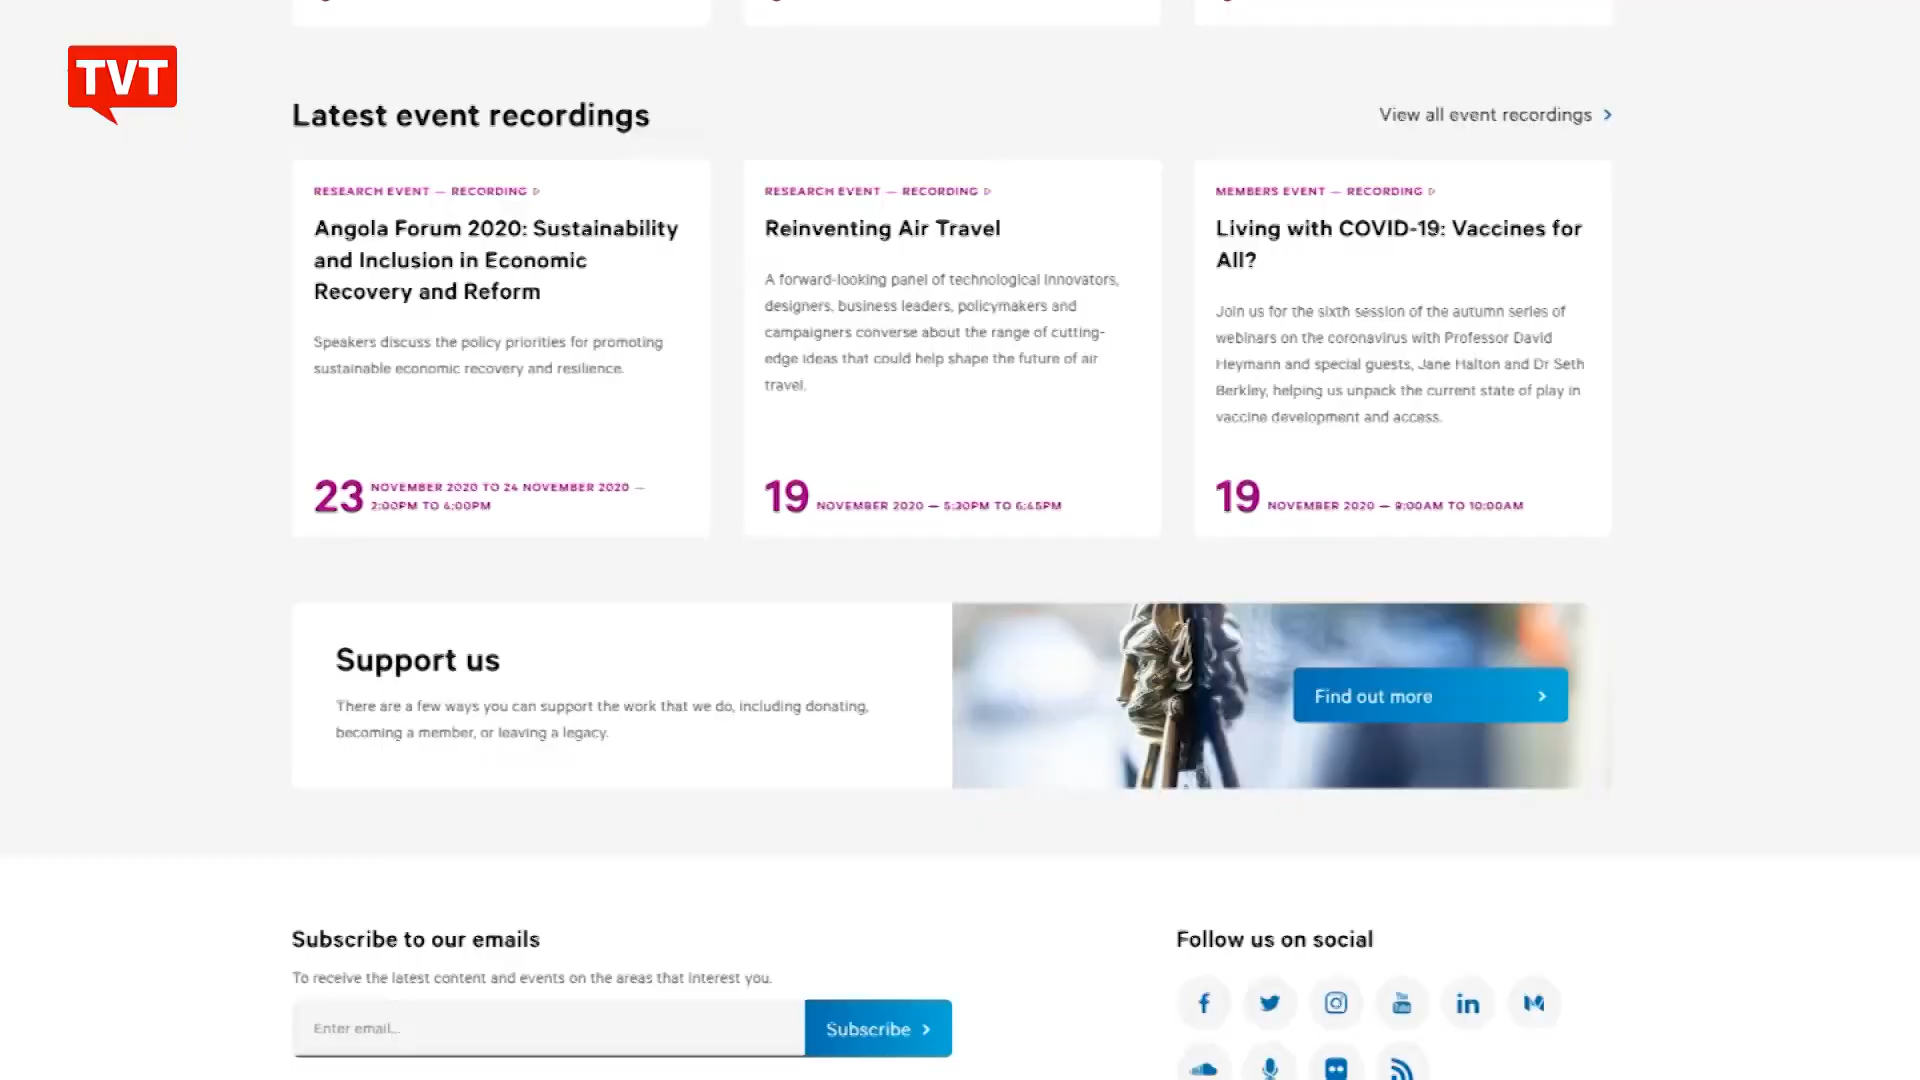 TVT
Latest event recordings
View all event recordings
RESEARCH EVENT — RECORDING
Angola Forum 2020: Sustainability
and Inclusion in Economic
Recovery and Reform
Speakers discuss the policy priorities for promoting
sustainable economic recovery and resilience.
23 NOVEMBER 2020 TO 24 NOVEMBER 2020 —
2:00PM TO 4:00PM
RESEARCH EVENT — RECORDING
Reinventing Air Travel
A forward-looking panel of technological innovators,
designers, business leaders, policymakers and
campaigners converse about the range of cutting-
edge ideas that could help shape the future of air
travel.
19 NOVEMBER 2020 — 5:30PM TO 6:45PM
MEMBERS EVENT — RECORDING
Living with COVID-19: Vaccines for
All?
Join us for the sixth session of the autumn series of
webinars on the coronavirus with Professor David
Heymann and special guests, Jane Halton and Dr Seth
Berkley, helping us unpack the current state of play in
vaccine development and access.
19 NOVEMBER 2020 — 9:00AM TO 10:00AM
Support us
There are a few ways you can support the work that we do, including donating,
becoming a member, or leaving a legacy.
Find out more
Subscribe to our emails
To receive the latest content and events on the areas that interest you.
Enter email...
Subscribe
Follow us on social